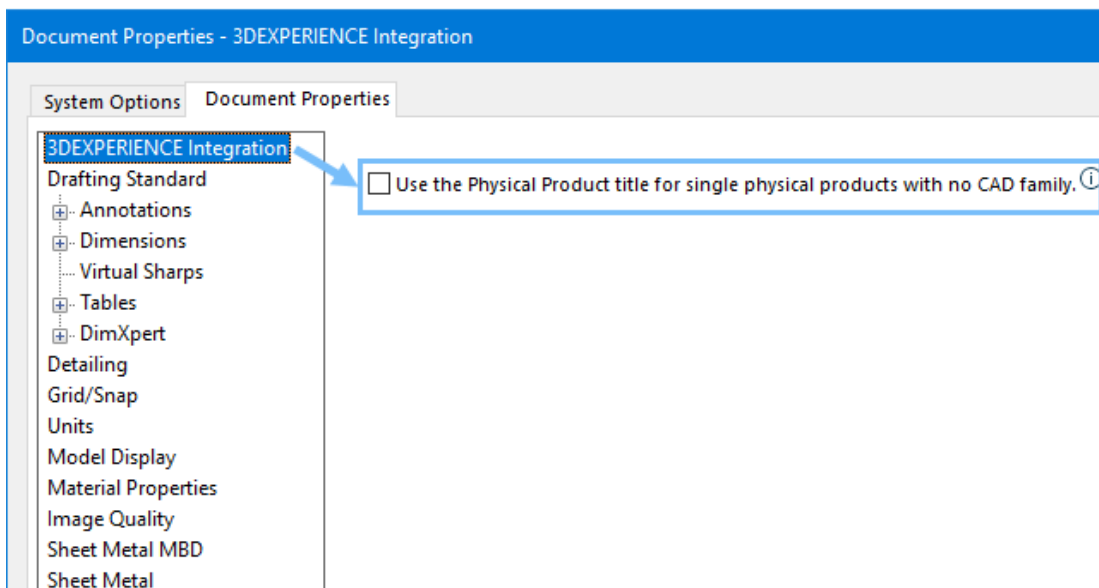 Document Properties - 3DEXPERIENCE Integration
System Options Document Properties
3DEXPERIENCE Integration
Use the Physical Product title for single physical products with no CAD family.
Drafting Standard
Annotations
Dimensions
Virtual Sharps
Tables
DimXpert
Detailing
Grid/Snap
Units
Model Display
Material Properties
Image Quality
Sheet Metal MBD
Sheet Metal